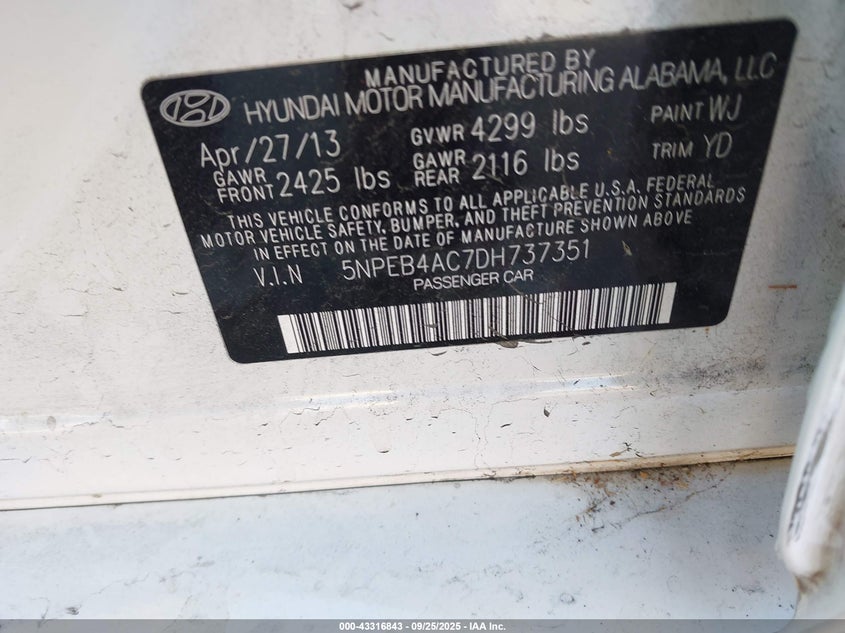 MANUFACTURED BY
HYUNDAI MOTOR MANUFACTURING ALABAMA, LLC
Apr/27/13 GVWR 4299 lbs PAINT WJ
GAWR FRONT 2425 lbs GAWR REAR 2116 lbs TRIM YD
THIS VEHICLE CONFORMS TO ALL APPLICABLE U.S.A. FEDERAL
MOTOR VEHICLE SAFETY, BUMPER, AND THEFT PREVENTION STANDARDS
IN EFFECT ON THE DATE OF MANUFACTURE SHOWN ABOVE
V.I.N 5NPEB4AC7DH737351
PASSENGER CAR
000-43316843 - 09/25/2025 - IAA Inc.